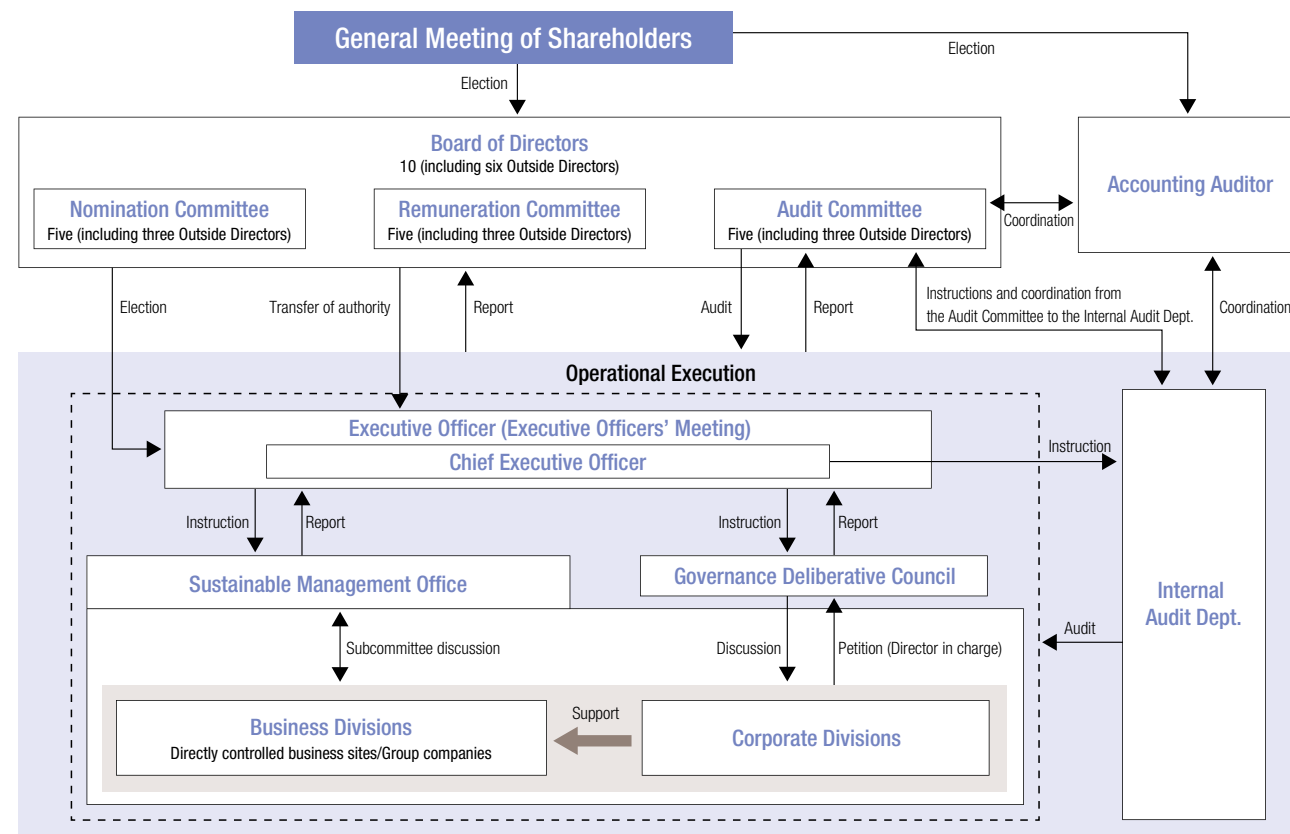 General Meeting of Shareholders
Election
Election
Board of Directors
10 (including six Outside Directors)
Nomination Committee
Five (including three Outside Directors)
Remuneration Committee
Five (including three Outside Directors)
Audit Committee
Five (including three Outside Directors)
Coordination
Accounting Auditor
Election
Transfer of authority
Report
Audit
Report
Instructions and coordination from
the Audit Committee to the Internal Audit Dept.
Coordination
Operational Execution
Executive Officer (Executive Officers' Meeting)
Chief Executive Officer
Instruction
Instruction
Report
Instruction
Report
Sustainable Management Office
Governance Deliberative Council
Internal
Audit Dept.
Audit
Subcommittee discussion
Discussion
Petition (Director in charge)
Business Divisions
Directly controlled business sites/Group companies
Support
Corporate Divisions